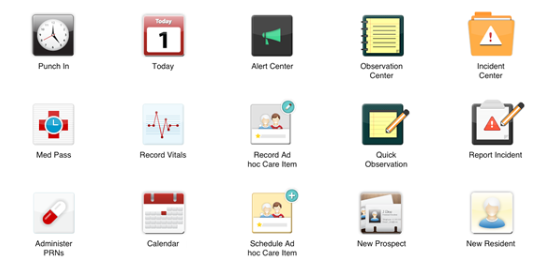 Today
1
Punch In
Today
Alert Center
Observation
Center
Incident
Center
Med Pass
Record Vitals
Record Ad
hoc Care Item
Quick
Observation
Report Incident
Administer
PRNs
Calendar
Schedule Ad
hoc Care Item
New Prospect
New Resident